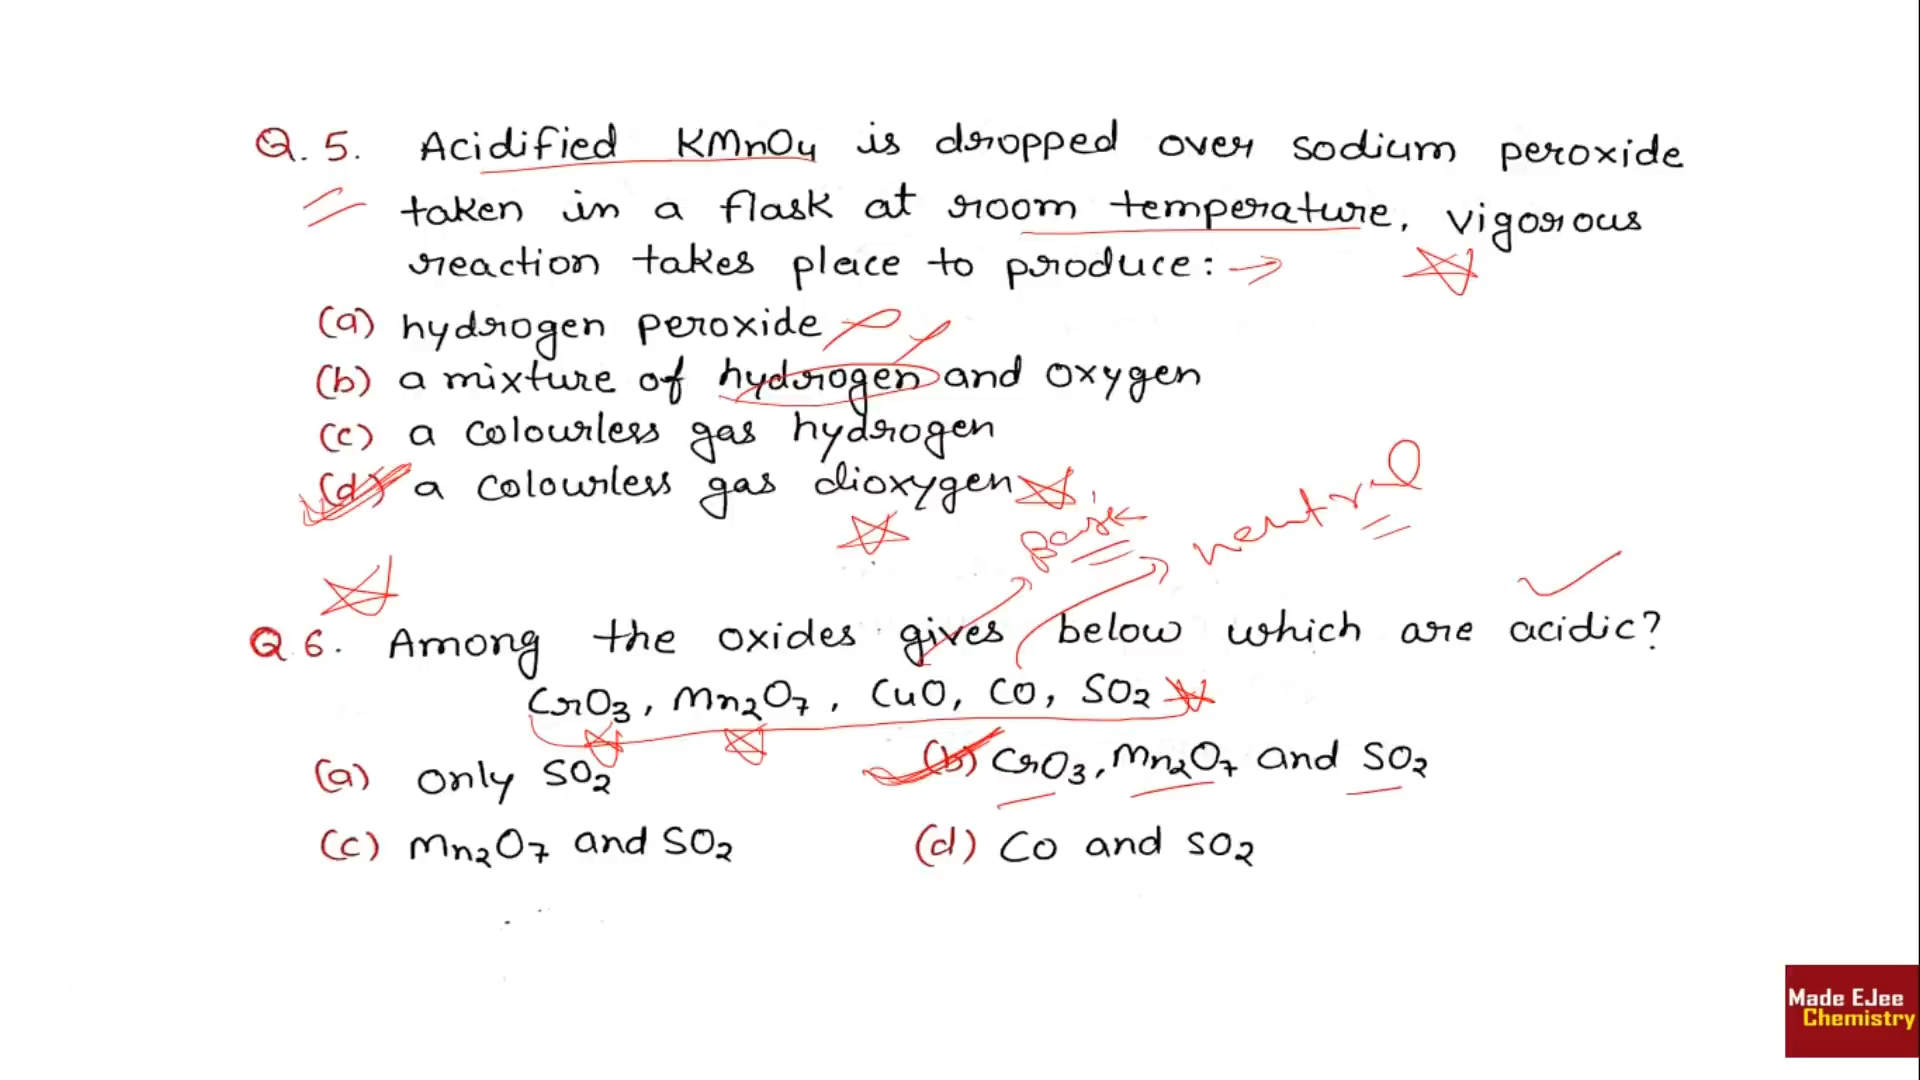 Q.5. Acidified KMnO4 is dropped over sodium peroxide
taken in a flask at room temperature, vigorous
reaction takes place to produce: →
(a) hydrogen peroxide
(b) a mixture of hydrogen and oxygen
(c) a colourless gas hydrogen
(d) a colourless gas dioxygen
Basic
neutral
Q6. Among the oxides gives below which are acidic?
CrO3, Mn2O7, CuO, CO, SO2
(a) only SO2 (b) CrO3, Mn2O7 and SO2
(c) Mn2O7 and SO2 (d) CO and SO2
Made EJee
Chemistry